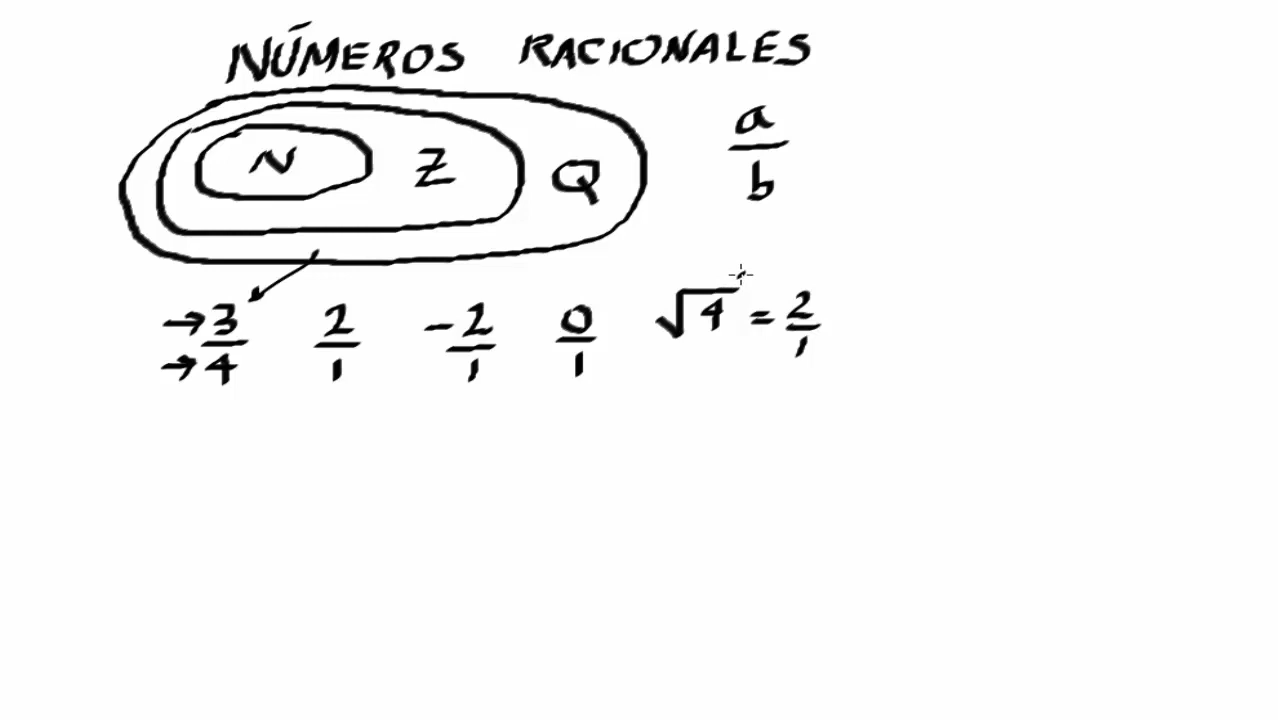 NÚMEROS RACIONALES
N Z Q a/b
→3/→4 2/1 -2/1 0/1 √4 = 2/1